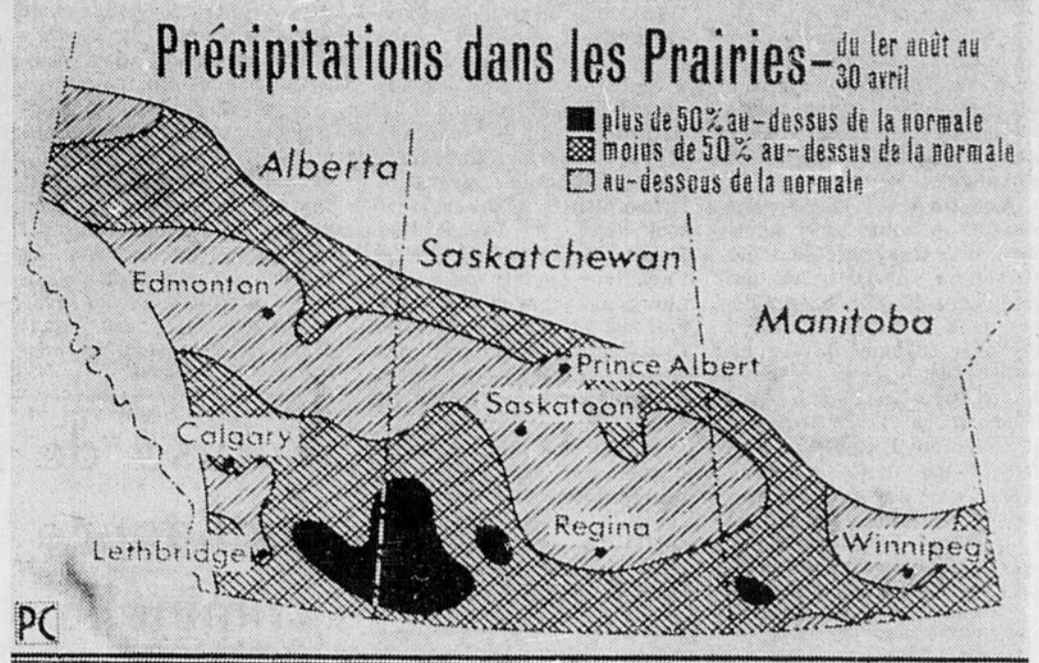 Précipitations dans les Prairies- du 1er août au
30 avril
plus de 50% au-dessus de la normale
moins de 50% au-dessus de la normale
au-dessous de la normale
Alberta
Saskatchewan
Manitoba
Edmonton
Prince Albert
Saskatoon
Calgary
Regina
Winnipeg
Lethbridge
PC